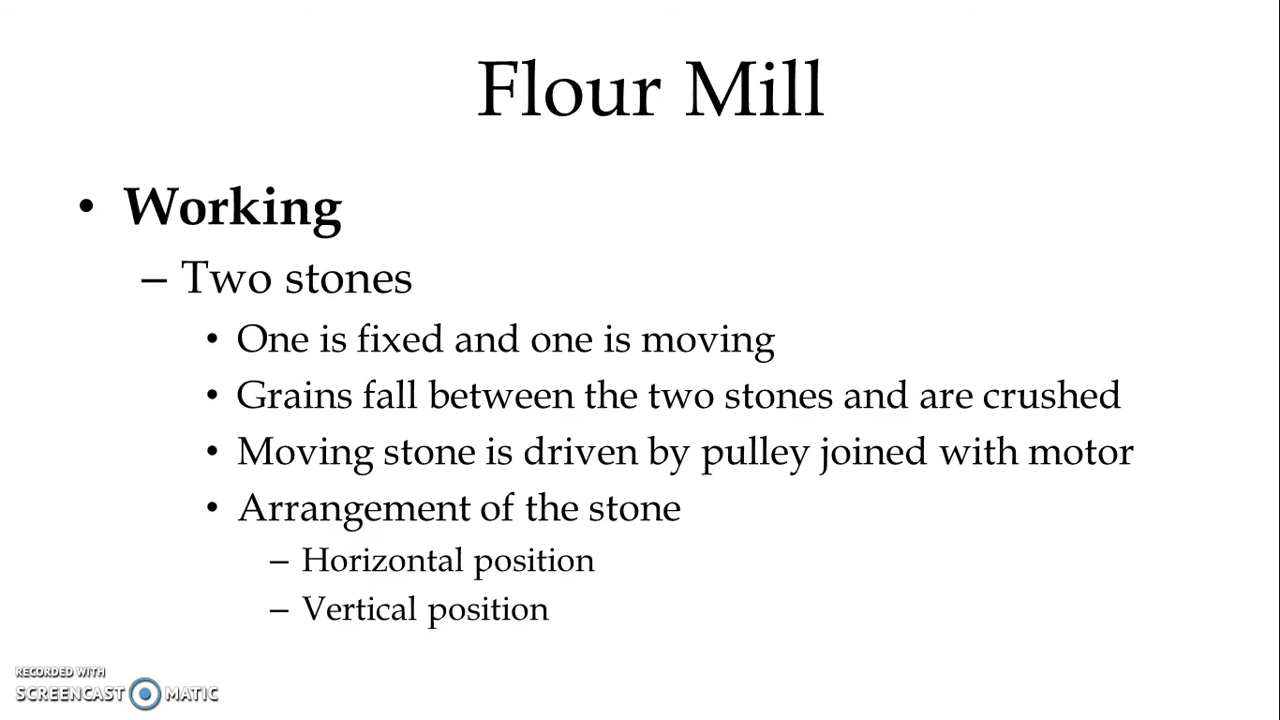 Flour Mill
• Working
– Two stones
• One is fixed and one is moving
• Grains fall between the two stones and are crushed
• Moving stone is driven by pulley joined with motor
• Arrangement of the stone
– Horizontal position
– Vertical position
RECORDED WITH
SCREENCAST MATIC